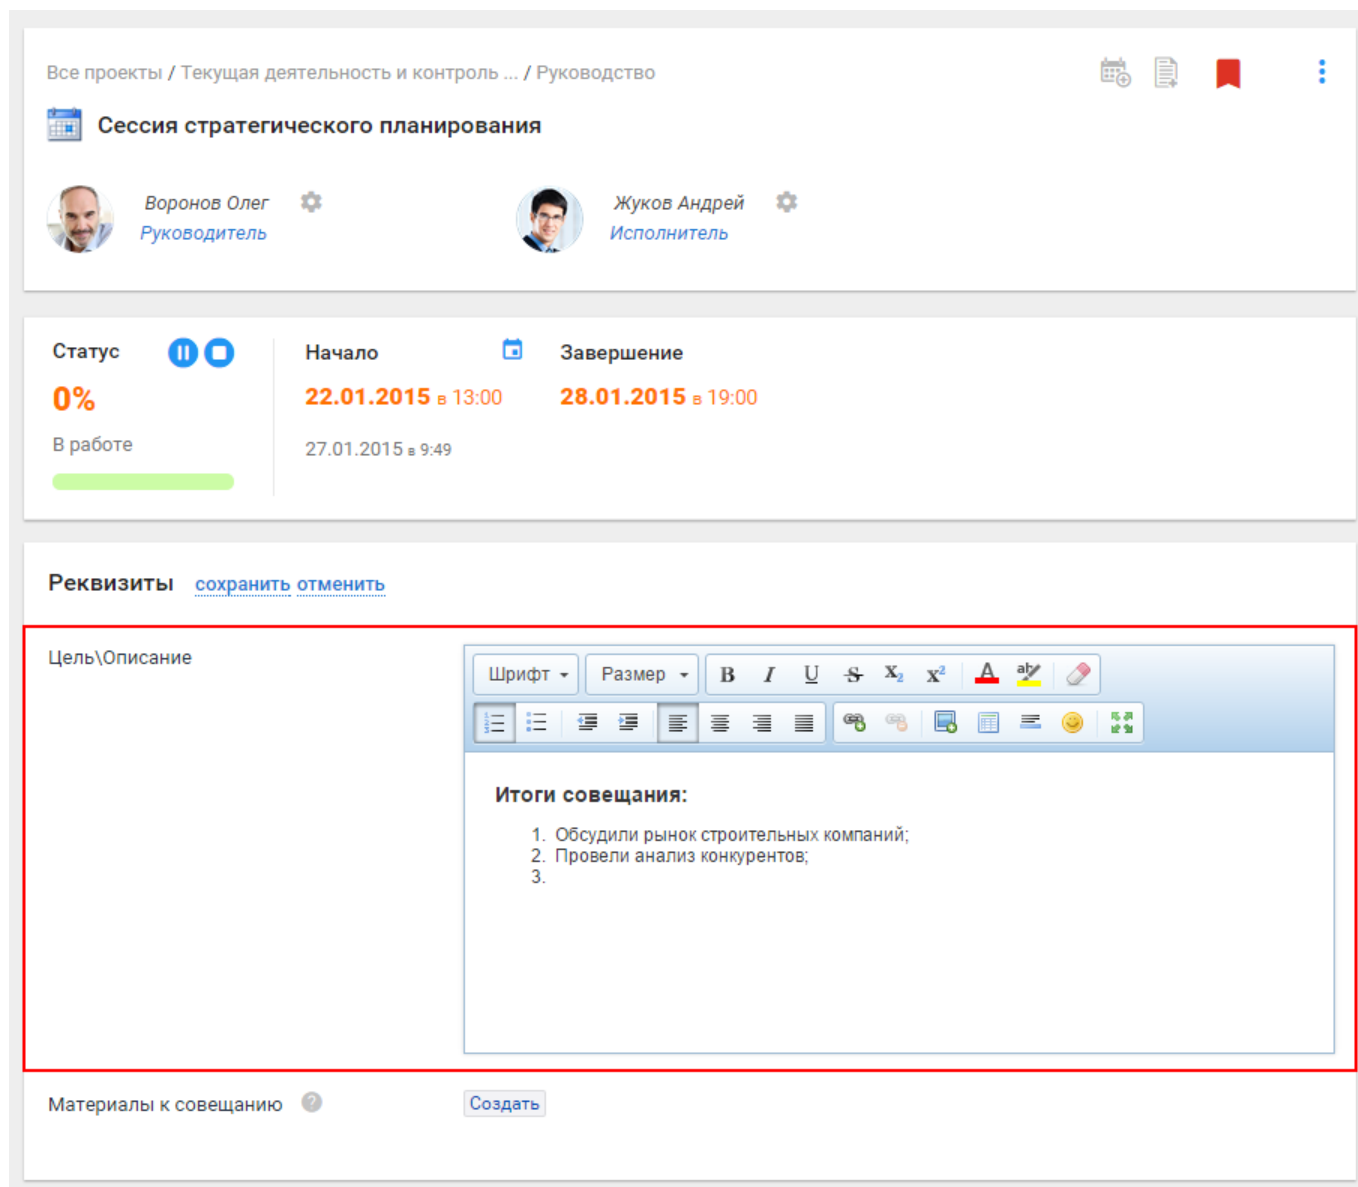 Все проекты / Текущая деятельность и контроль ... / Руководство
Сессия стратегического планирования
Воронов Олег
Руководитель
Жуков Андрей
Исполнитель
Статус
0%
В работе
Начало
22.01.2015 в 13:00
27.01.2015 в 9:49
Завершение
28.01.2015 в 19:00
Реквизиты сохранить отменить
Цель\Описание
Шрифт Размер B I U S X₂ X² A ab
Итоги совещания:
1. Обсудили рынок строительных компаний;
2. Провели анализ конкурентов;
3.
Материалы к совещанию ? Создать